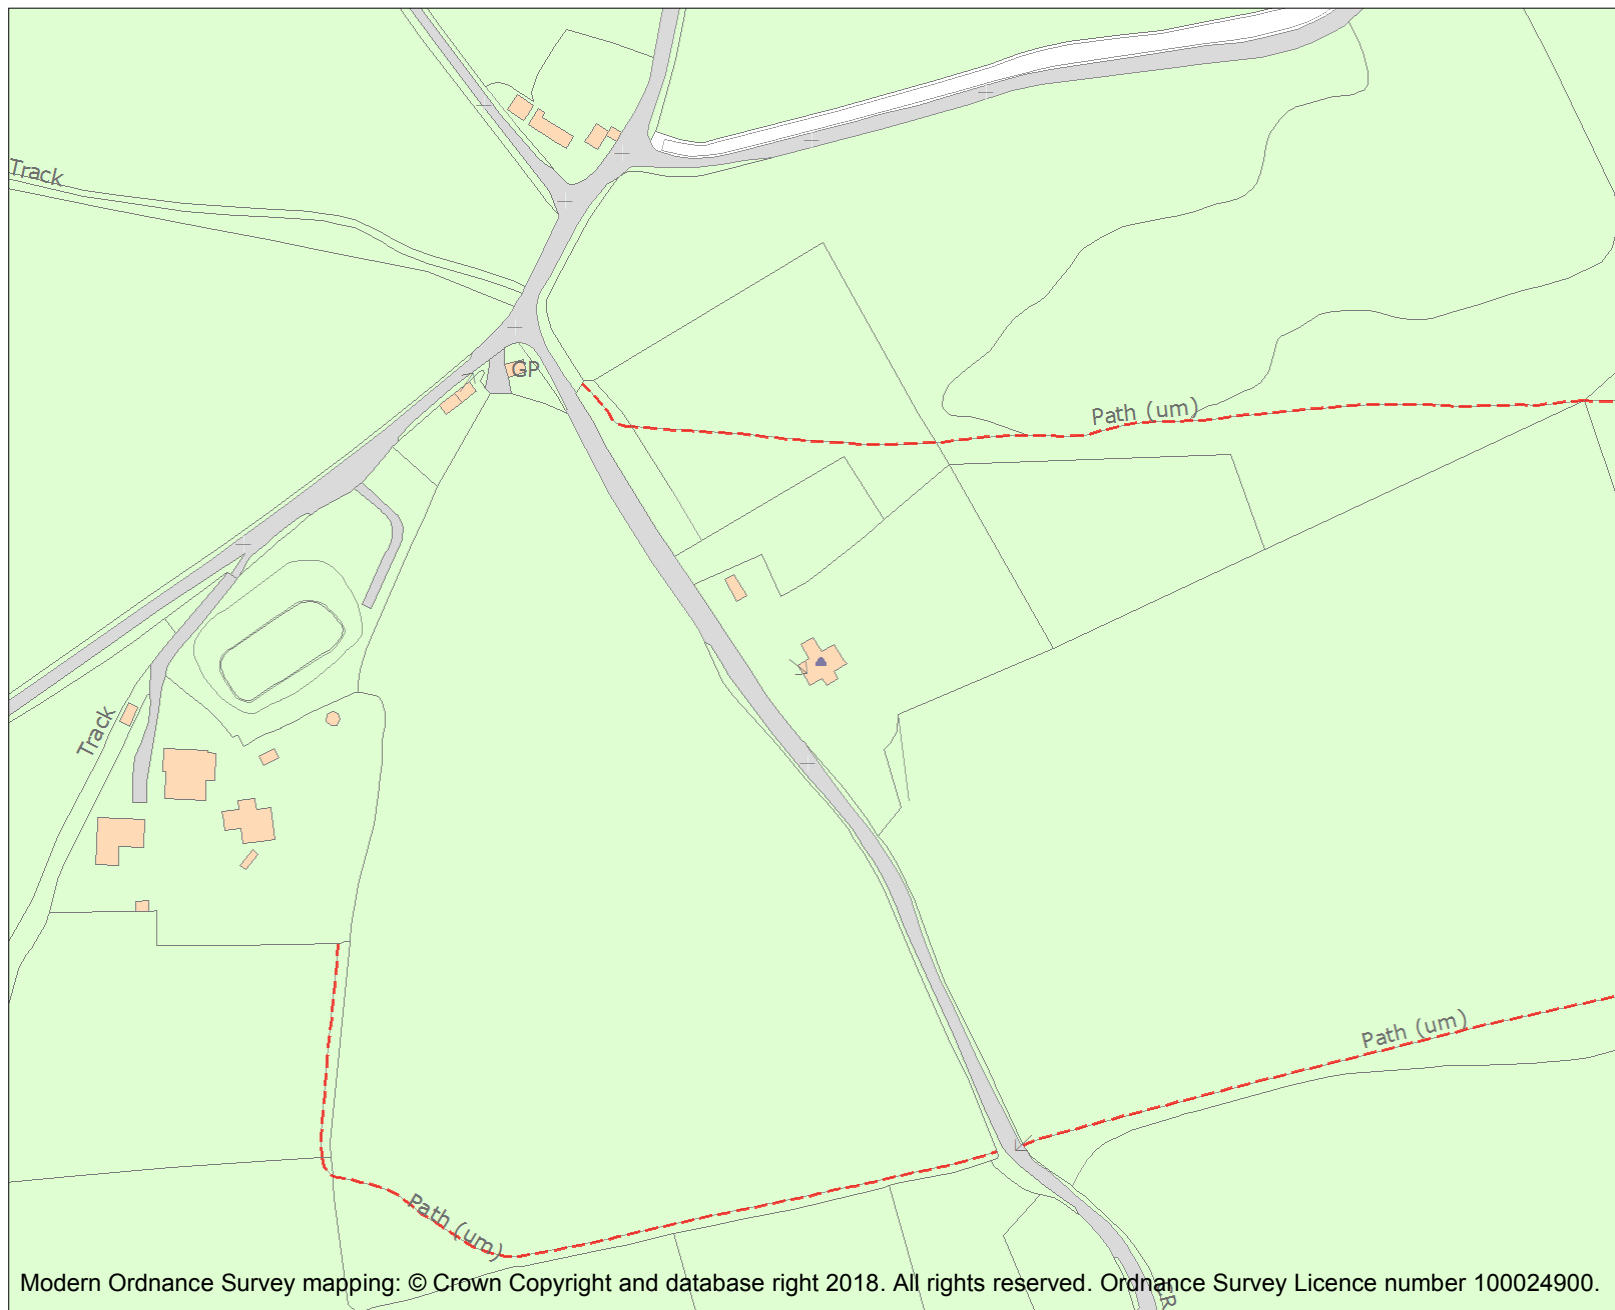 Track
GP
Path (um)
Track
Path (um)
Path (um)
Modern Ordnance Survey mapping: © Crown Copyright and database right 2018. All rights reserved. Ordnance Survey Licence number 100024900.